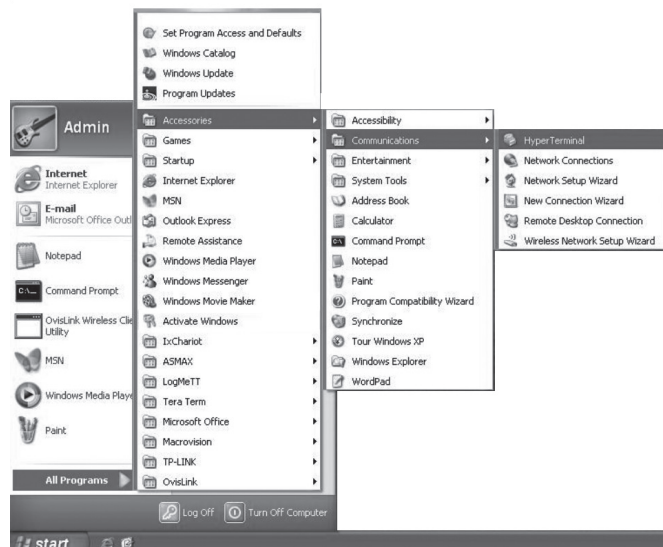 Admin
Internet
Internet Explorer
E-mail
Microsoft Office Outl
Notepad
Command Prompt
OvisLink Wireless Clie
Utility
MSN
Windows Media Playe
Paint
All Programs
Set Program Access and Defaults
Windows Catalog
Windows Update
Program Updates
Accessories
Games
Startup
Internet Explorer
MSN
Outlook Express
Remote Assistance
Windows Media Player
Windows Messenger
Windows Movie Maker
Activate Windows
IxChariot
ASMAX
LogMeTT
Tera Term
Microsoft Office
Macrovision
TP-LINK
OvisLink
Accessibility
Communications
Entertainment
System Tools
Address Book
Calculator
Command Prompt
Notepad
Paint
Program Compatibility Wizard
Synchronize
Tour Windows XP
Windows Explorer
WordPad
HyperTerminal
Network Connections
Network Setup Wizard
New Connection Wizard
Remote Desktop Connection
Wireless Network Setup Wizard
Log Off
Turn Off Computer
start